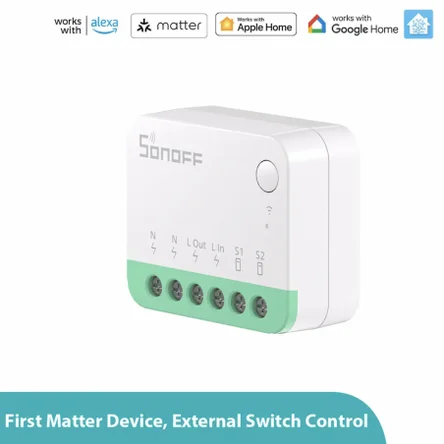 works with | alexa
matter
Works with Apple Home
works with Google Home
SONOFF
N N L Out L In S1 S2
First Matter Device, External Switch Control